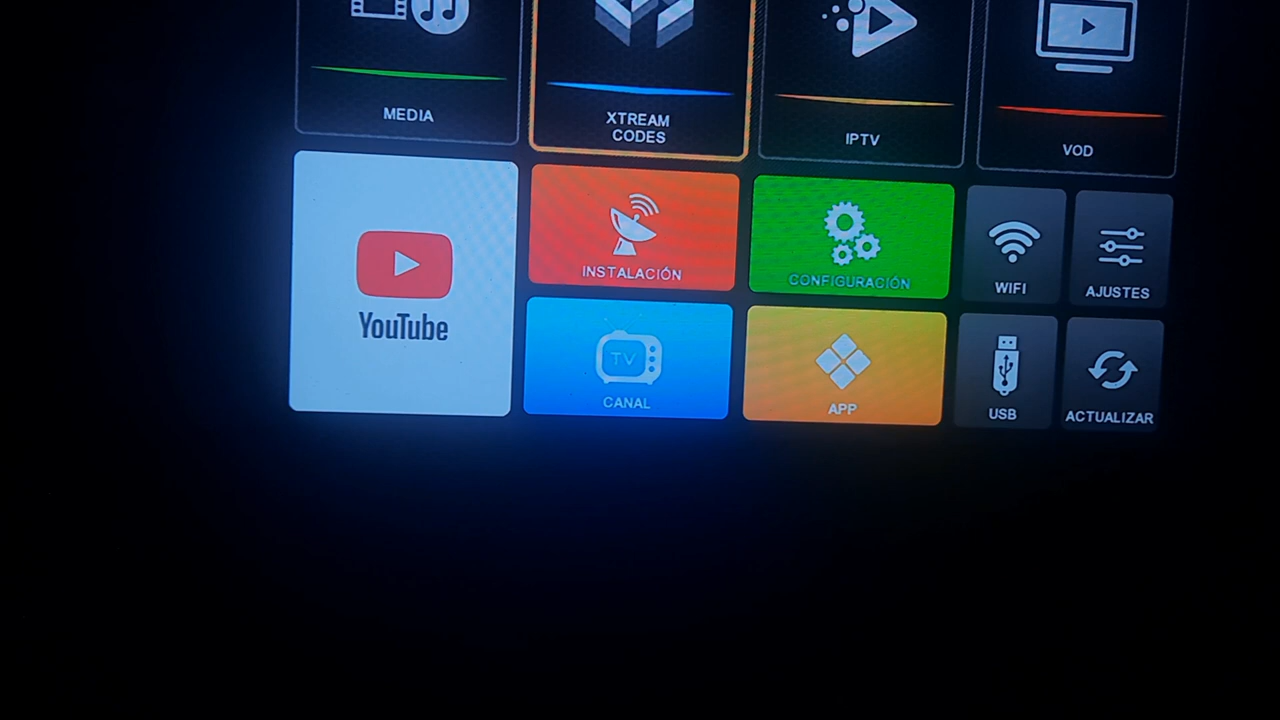 MEDIA
XTREAM
CODES
IPTV
VOD
YouTube
INSTALACIÓN
CONFIGURACIÓN
WIFI
AJUSTES
TV
CANAL
APP
USB
ACTUALIZAR